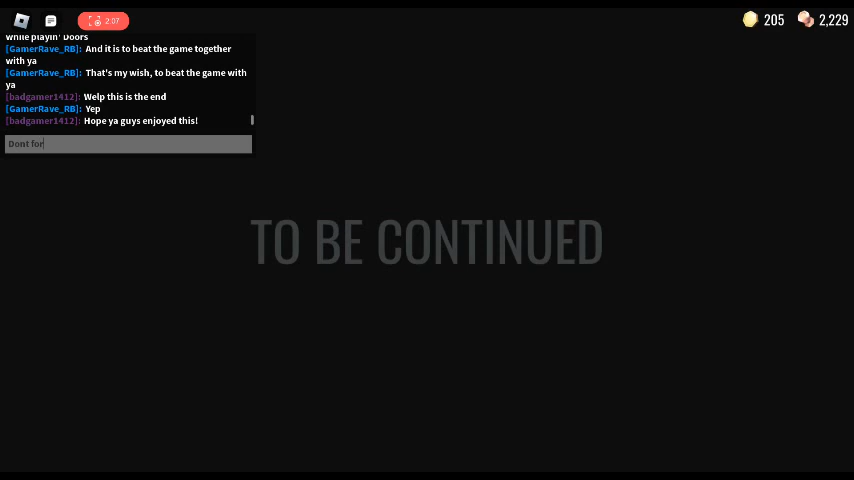 2:07
205
2,229
while playin' Doors
[GamerRave_RB]: And it is to beat the game together
with ya
[GamerRave_RB]: That's my wish, to beat the game with
ya
[badgamer1412]: Welp this is the end
[GamerRave_RB]: Yep
[badgamer1412]: Hope ya guys enjoyed this!
Dont for
TO BE CONTINUED